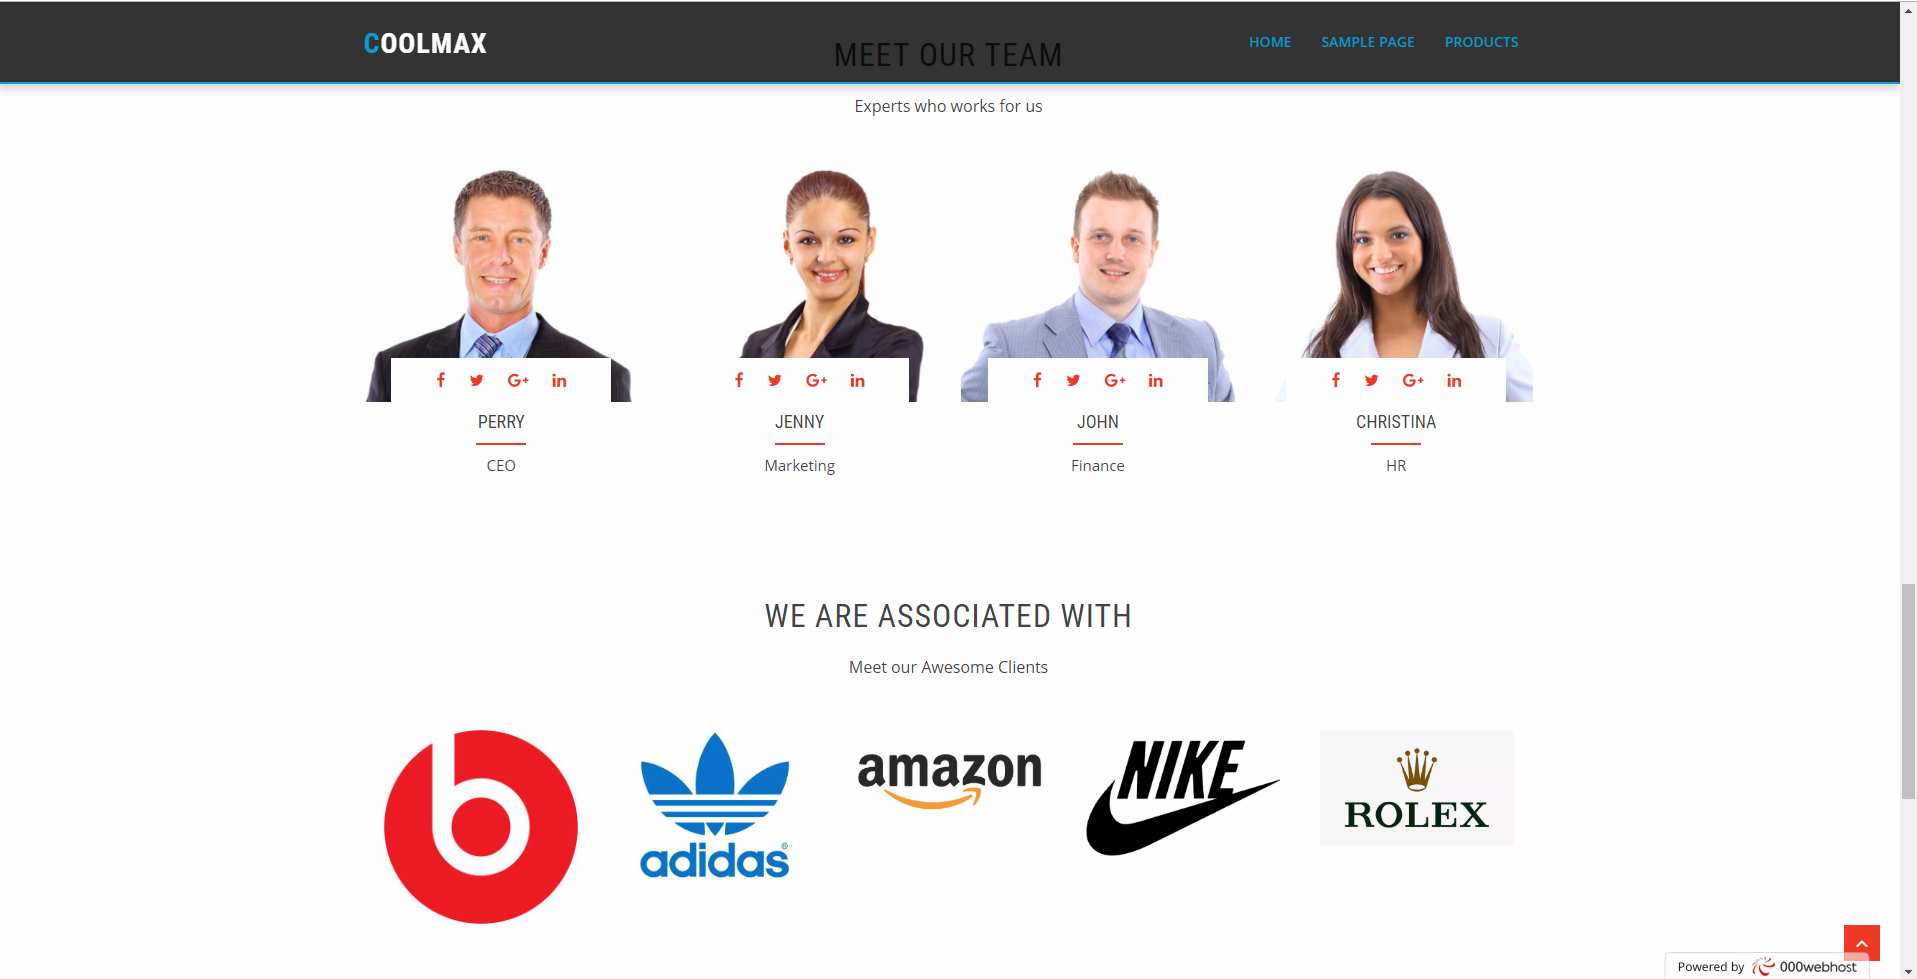 COOLMAX
HOME SAMPLE PAGE PRODUCTS
MEET OUR TEAM
Experts who works for us
f G+ in f G+ in f G+ in f G+ in
PERRY JENNY JOHN CHRISTINA
CEO Marketing Finance HR
WE ARE ASSOCIATED WITH
Meet our Awesome Clients
b adidas® amazon NIKE ROLEX
Powered by 000webhost